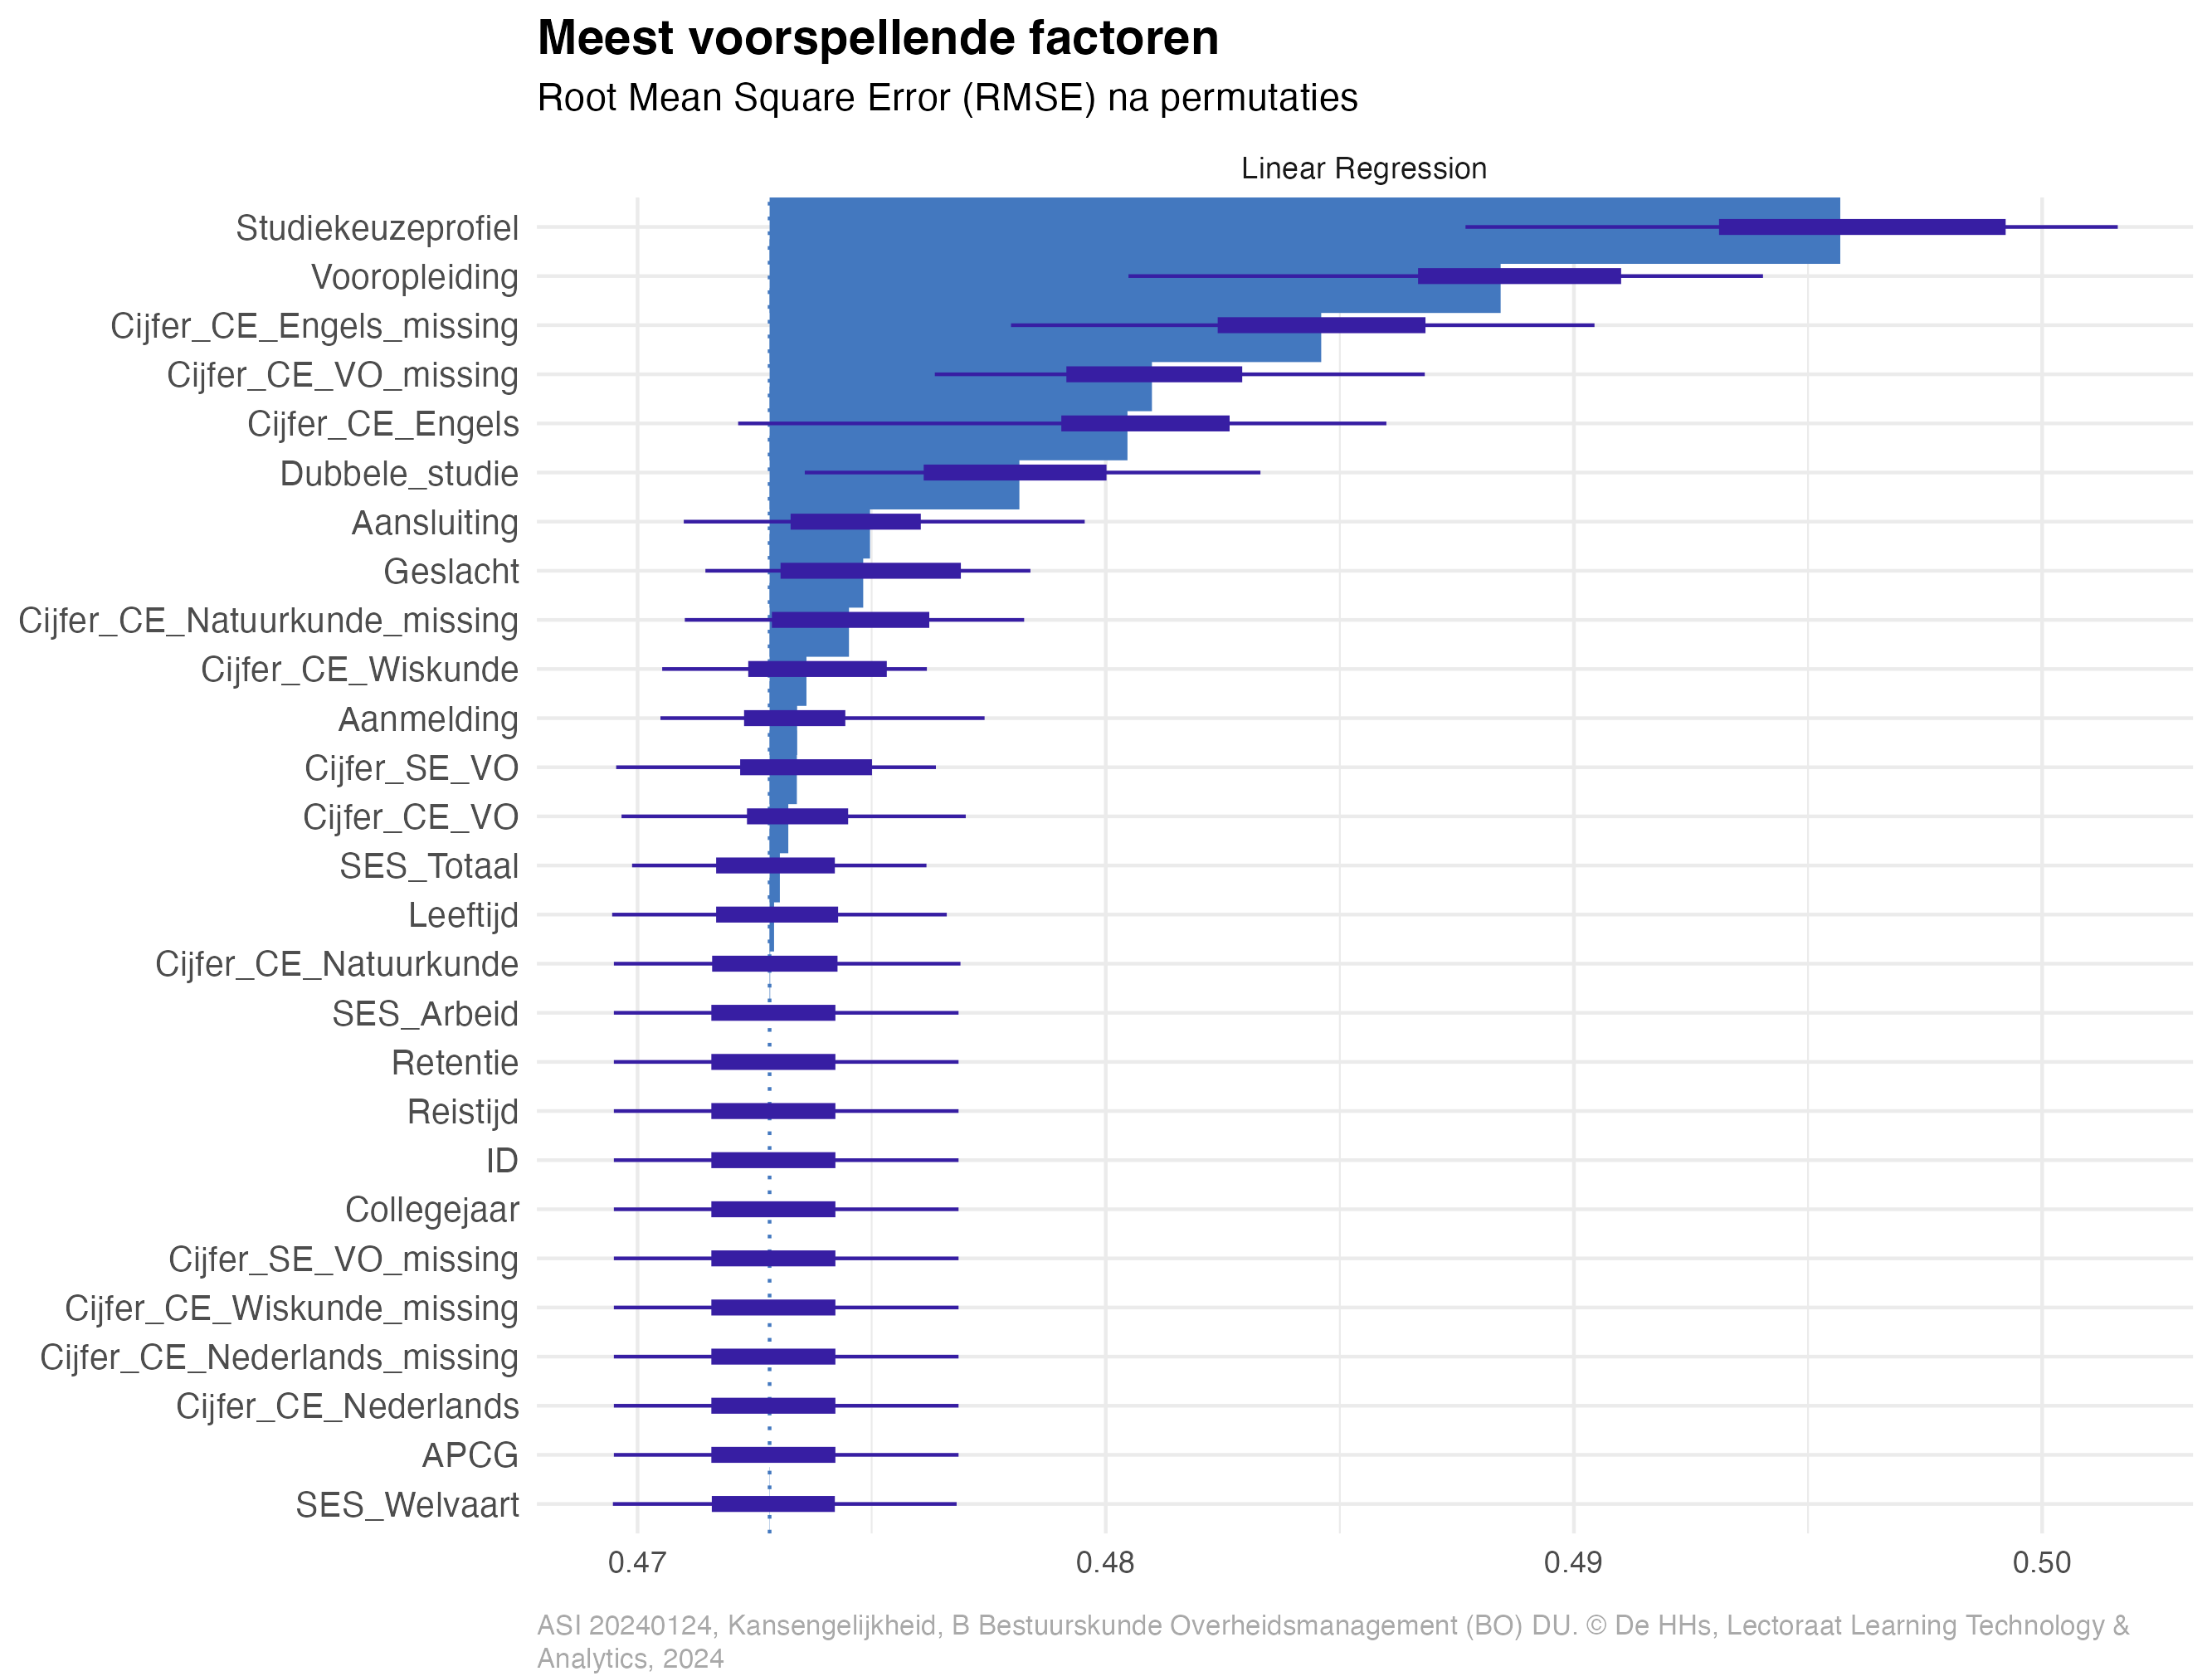 Meest voorspellende factoren
Root Mean Square Error (RMSE) na permutaties
Linear Regression
Studiekeuzeprofiel
Vooropleiding
Cijfer_CE_Engels_missing
Cijfer_CE_VO_missing
Cijfer_CE_Engels
Dubbele_studie
Aansluiting
Geslacht
Cijfer_CE_Natuurkunde_missing
Cijfer_CE_Wiskunde
Aanmelding
Cijfer_SE_VO
Cijfer_CE_VO
SES_Totaal
Leeftijd
Cijfer_CE_Natuurkunde
SES_Arbeid
Retentie
Reistijd
ID
Collegejaar
Cijfer_SE_VO_missing
Cijfer_CE_Wiskunde_missing
Cijfer_CE_Nederlands_missing
Cijfer_CE_Nederlands
APCG
SES_Welvaart
0.47 0.48 0.49 0.50
ASI 20240124, Kansengelijkheid, B Bestuurskunde Overheidsmanagement (BO) DU. © De HHs, Lectoraat Learning Technology &
Analytics, 2024